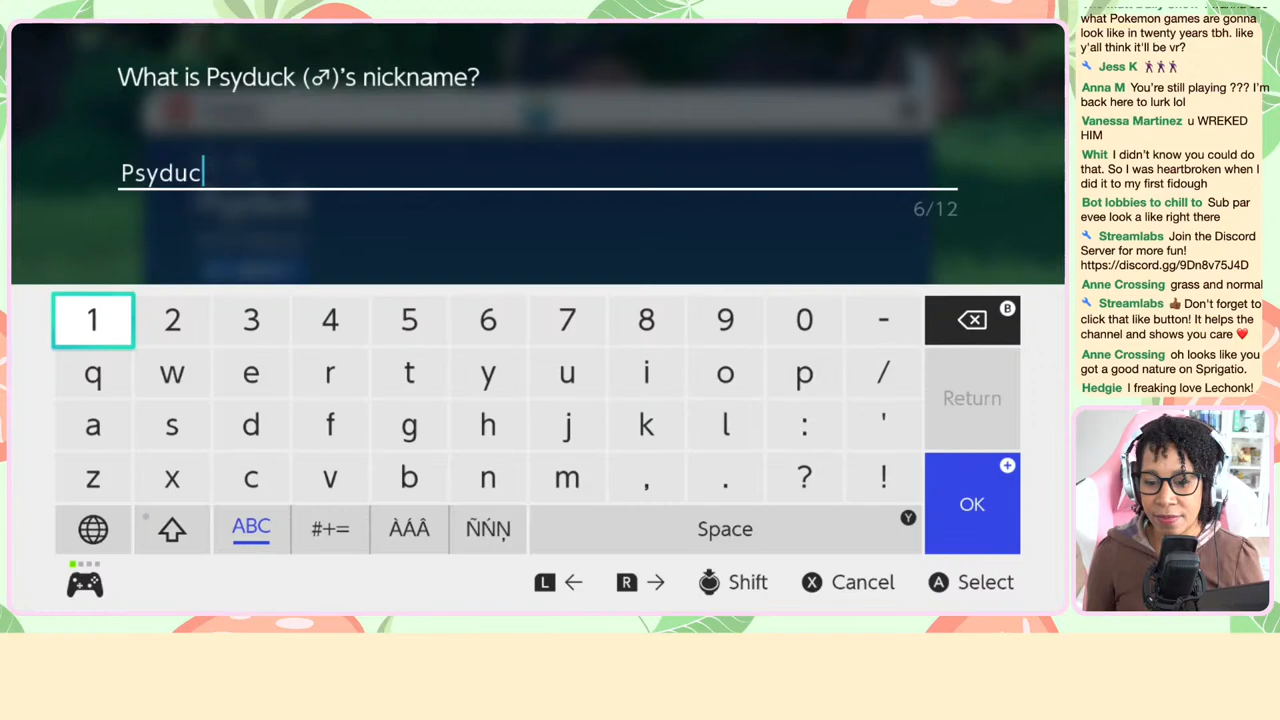 What is Psyduck (♂)'s nickname?
Psyduc
6/12
1 2 3 4 5 6 7 8 9 0 - B
q w e r t y u i o p /
Return
a s d f g h j k l : '
z x c v b n m , . ? ! +
OK
ABC #+= ÀÁÂ ÑŃṆ Space Y
L ← R → Shift X Cancel A Select
what Pokemon games are gonna
look like in twenty years tbh. like
y'all think it'll be vr?
Jess K
Anna M You're still playing ??? I'm
back here to lurk lol
Vanessa Martinez u WREKED
HIM
Whit I didn't know you could do
that. So I was heartbroken when I
did it to my first fidough
Bot lobbies to chill to Sub par
evee look a like right there
Streamlabs Join the Discord
Server for more fun!
https://discord.gg/9Dn8v75J4D
Anne Crossing grass and normal
Streamlabs 👍🏾 Don't forget to
click that like button! It helps the
channel and shows you care ❤️
Anne Crossing oh looks like you
got a good nature on Sprigatio.
Hedgie I freaking love Lechonk!